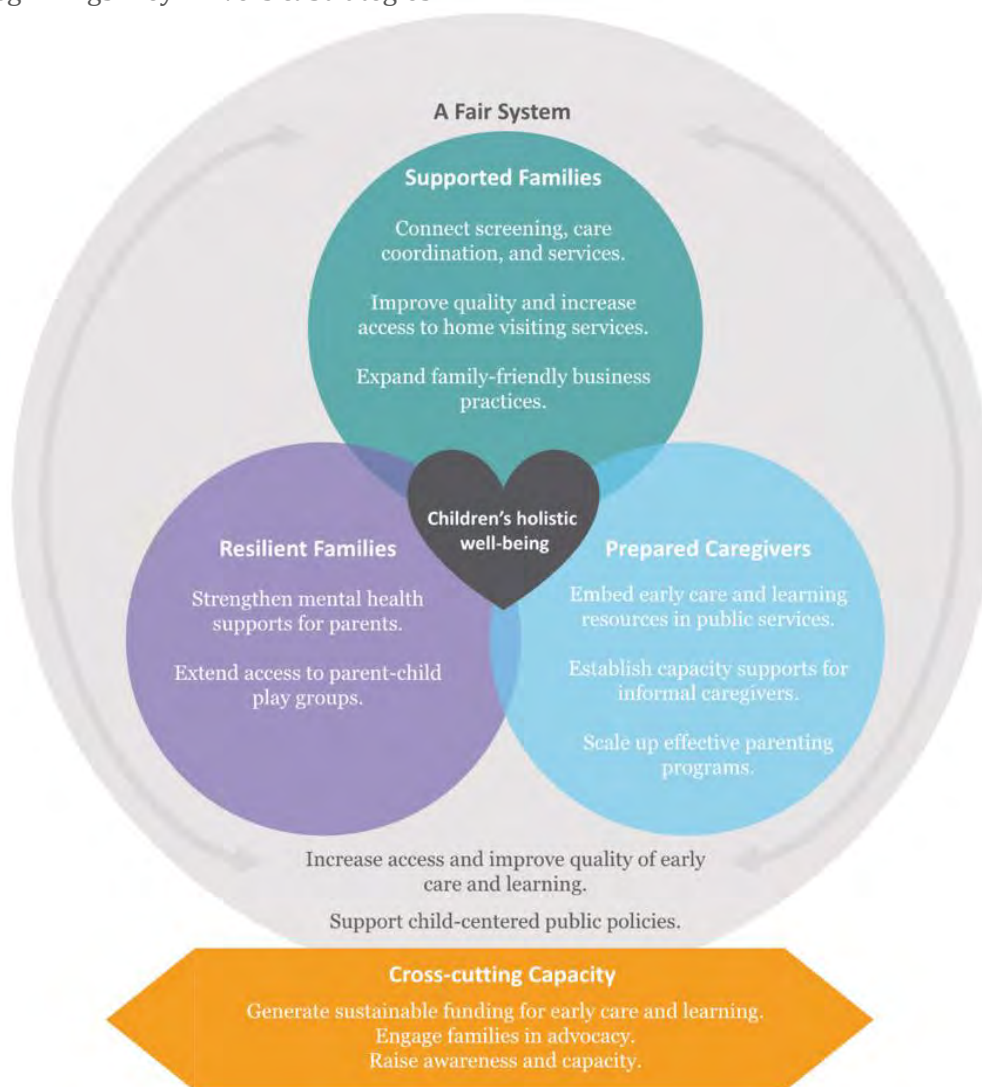 A Fair System
Supported Families
Connect screening, care
coordination, and services.
Improve quality and increase
access to home visiting services.
Expand family-friendly business
practices.
Children's holistic
well-being
Resilient Families
Strengthen mental health
supports for parents.
Extend access to parent-child
play groups.
Prepared Caregivers
Embed early care and learning
resources in public services.
Establish capacity supports for
informal caregivers.
Scale up effective parenting
programs.
Increase access and improve quality of early
care and learning.
Support child-centered public policies.
Cross-cutting Capacity
Generate sustainable funding for early care and learning.
Engage families in advocacy.
Raise awareness and capacity.